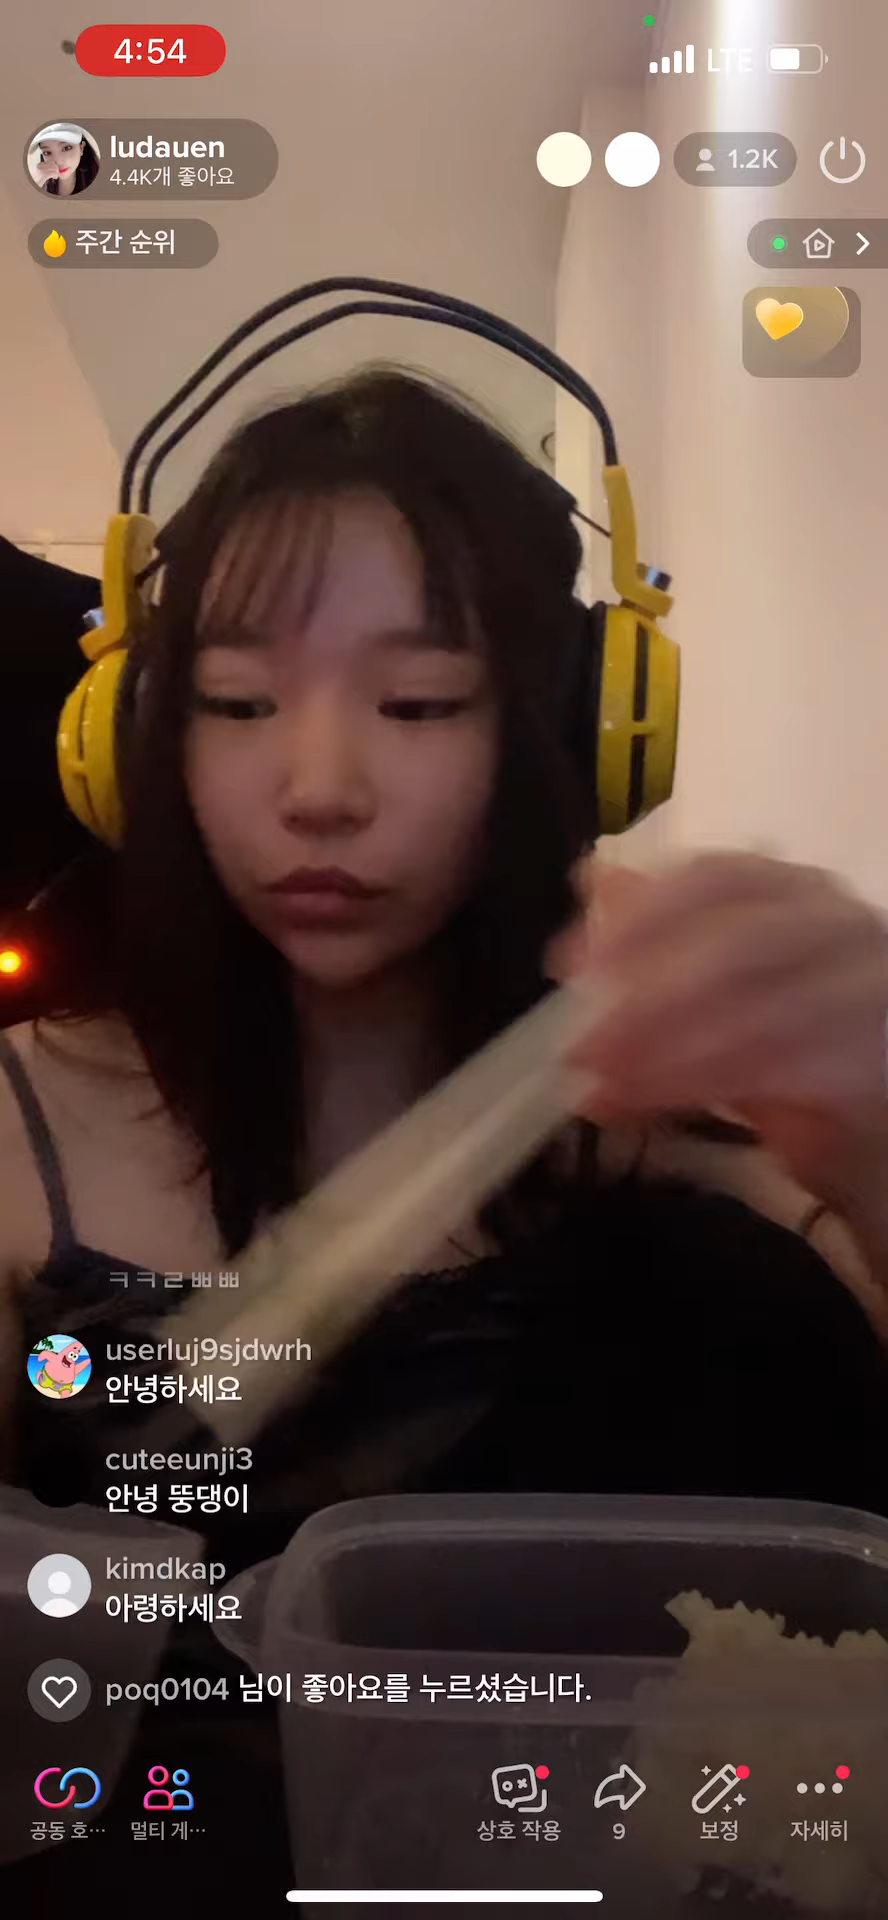 4:54
LTE
ludauen
4.4K개 좋아요
1.2K
주간 순위
ㅋㅋㄹㅃㅃ
userluj9sjdwrh
안녕하세요
cuteeunji3
안녕 뚱댕이
kimdkap
아령하세요
poq0104 님이 좋아요를 누르셨습니다.
공동 호…
멀티 게…
상호 작용
9
보정
자세히